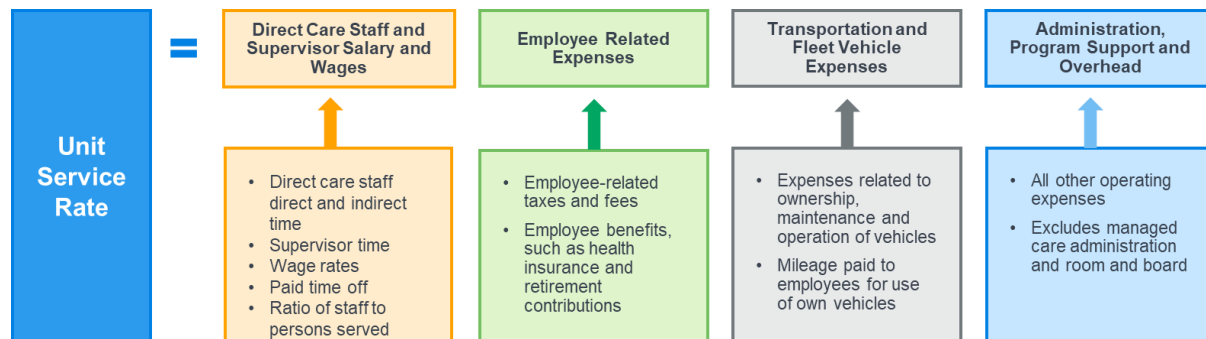 Unit
Service
Rate
=
Direct Care Staff and
Supervisor Salary and
Wages
Employee Related
Expenses
Transportation and
Fleet Vehicle
Expenses
Administration,
Program Support and
Overhead
• Direct care staff
direct and indirect
time
• Supervisor time
• Wage rates
• Paid time off
• Ratio of staff to
persons served
• Employee-related
taxes and fees
• Employee benefits,
such as health
insurance and
retirement
contributions
• Expenses related to
ownership,
maintenance and
operation of vehicles
• Mileage paid to
employees for use
of own vehicles
• All other operating
expenses
• Excludes managed
care administration
and room and board